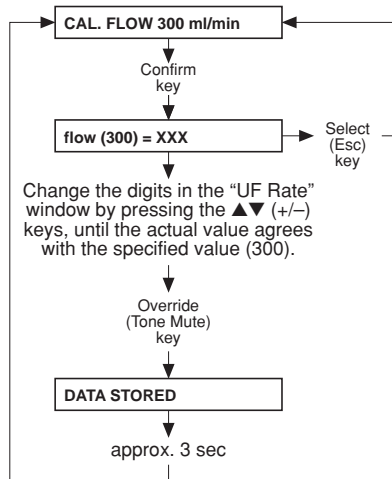 CAL. FLOW 300 ml/min
Confirm
key
flow (300) = XXX
Select
(Esc)
key
Change the digits in the “UF Rate”
window by pressing the ▲▼ (+/–)
keys, until the actual value agrees
with the specified value (300).
Override
(Tone Mute)
key
DATA STORED
approx. 3 sec